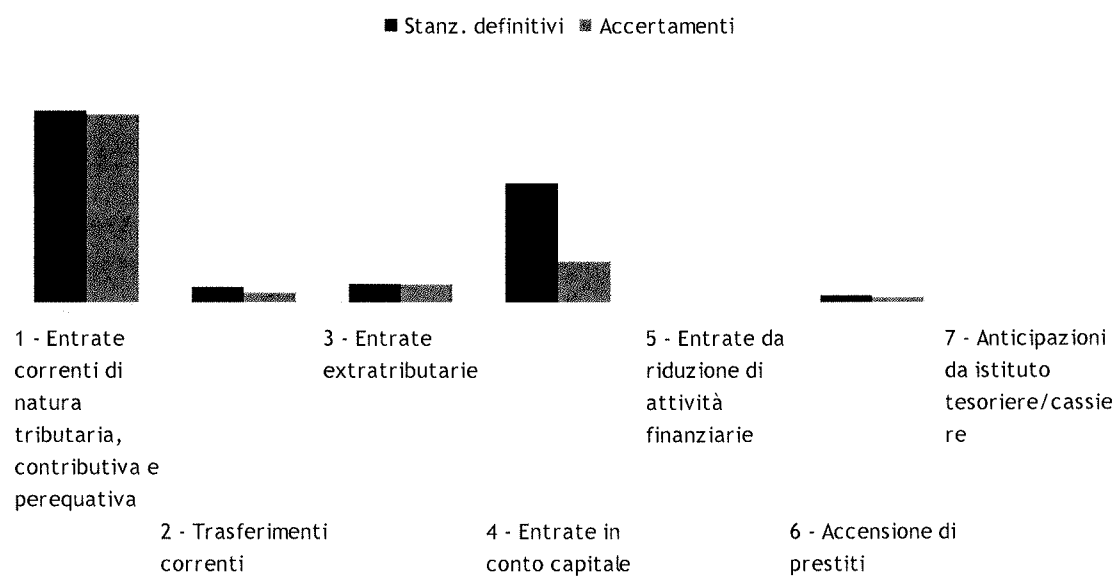 Stanz. definitivi Accertamenti
1 - Entrate
correnti di
natura
tributaria,
contributiva e
perequativa
2 - Trasferimenti
correnti
3 - Entrate
extratributarie
4 - Entrate in
conto capitale
5 - Entrate da
riduzione di
attività
finanziarie
6 - Accensione di
prestiti
7 - Anticipazioni
da istituto
tesoriere/cassie
re